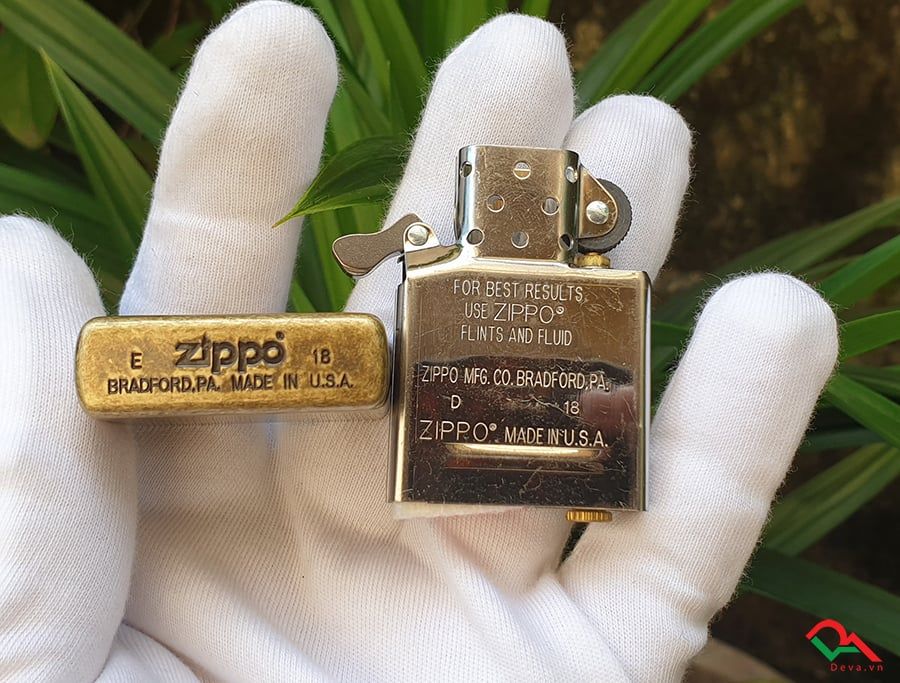 E zippo® 18
BRADFORD,PA. MADE IN U.S.A.
FOR BEST RESULTS
USE ZIPPO®
FLINTS AND FLUID
ZIPPO MFG. CO. BRADFORD, PA.
D 18
ZIPPO® MADE IN U.S.A.
Deva.vn